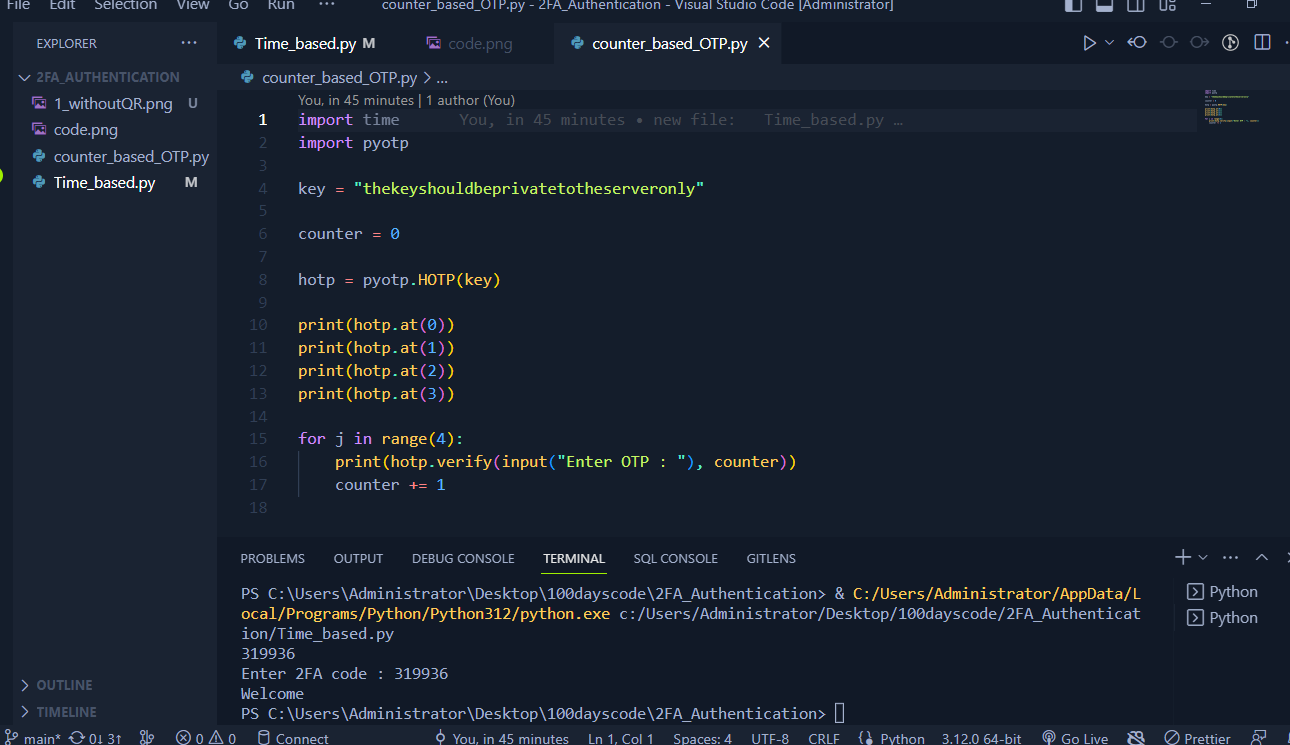 File Edit Selection View Go Run ··· counter_based_OTP.py - 2FA_Authentication - Visual Studio Code [Administrator]
EXPLORER ···
2FA_AUTHENTICATION
1_withoutQR.png U
code.png
counter_based_OTP.py
Time_based.py M
OUTLINE
TIMELINE
Time_based.py M code.png counter_based_OTP.py
counter_based_OTP.py > ...
You, in 45 minutes | 1 author (You)
1 import time You, in 45 minutes • new file: Time_based.py …
2 import pyotp
3
4 key = "thekeyshouldbeprivatetotheserveronly"
5
6 counter = 0
7
8 hotp = pyotp.HOTP(key)
9
10 print(hotp.at(0))
11 print(hotp.at(1))
12 print(hotp.at(2))
13 print(hotp.at(3))
14
15 for j in range(4):
16 print(hotp.verify(input("Enter OTP : "), counter))
17 counter += 1
18
PROBLEMS OUTPUT DEBUG CONSOLE TERMINAL SQL CONSOLE GITLENS
PS C:\Users\Administrator\Desktop\100dayscode\2FA_Authentication> & C:/Users/Administrator/AppData/L
ocal/Programs/Python/Python312/python.exe c:/Users/Administrator/Desktop/100dayscode/2FA_Authenticat
ion/Time_based.py
319936
Enter 2FA code : 319936
Welcome
PS C:\Users\Administrator\Desktop\100dayscode\2FA_Authentication>
Python
Python
main* 0↓ 3↑ 0 0 Connect You, in 45 minutes Ln 1, Col 1 Spaces: 4 UTF-8 CRLF Python 3.12.0 64-bit Go Live Prettier